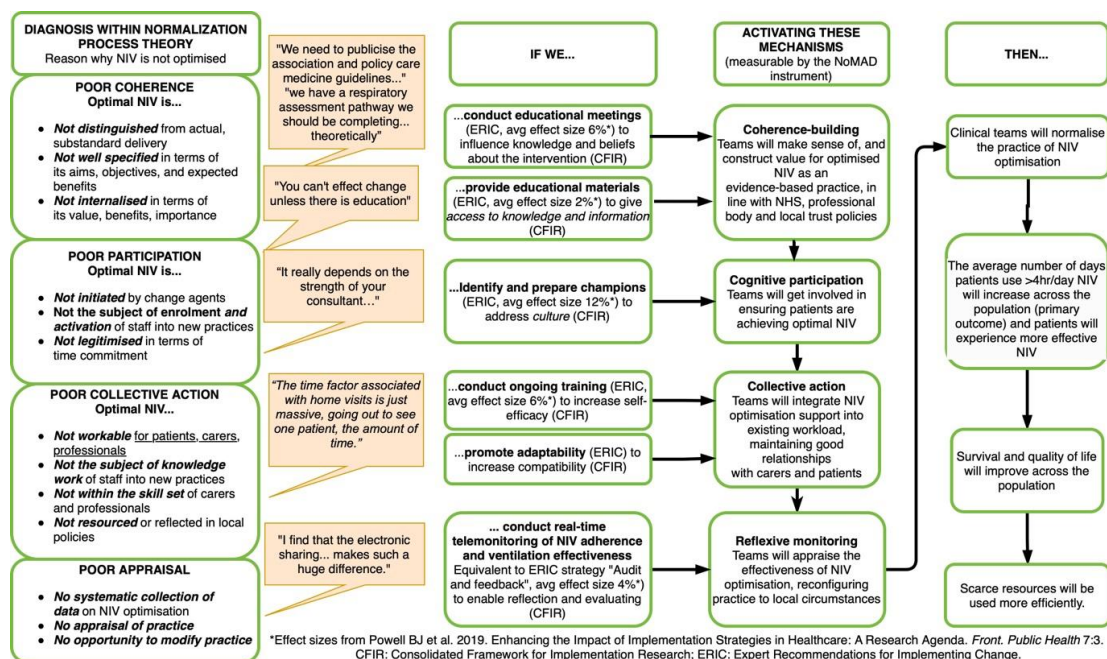 DIAGNOSIS WITHIN NORMALIZATION
PROCESS THEORY
Reason why NIV is not optimised
POOR COHERENCE
Optimal NIV is...
● Not distinguished from actual,
substandard delivery
● Not well specified in terms of
its aims, objectives, and expected
benefits
● Not internalised in terms of
its value, benefits, importance
POOR PARTICIPATION
Optimal NIV is...
● Not initiated by change agents
● Not the subject of enrolment and
activation of staff into new practices
● Not legitimised in terms of
time commitment
POOR COLLECTIVE ACTION
Optimal NIV...
● Not workable for patients, carers,
professionals
● Not the subject of knowledge
work of staff into new practices
● Not within the skill set of carers
and professionals
● Not resourced or reflected in local
policies
POOR APPRAISAL
● No systematic collection of
data on NIV optimisation
● No appraisal of practice
● No opportunity to modify practice
"We need to publicise the
association and policy care
medicine guidelines..."
"we have a respiratory
assessment pathway we
should be completing...
theoretically"
"You can't effect change
unless there is education"
"It really depends on the
strength of your
consultant…"
“The time factor associated
with home visits is just
massive, going out to see
one patient, the amount of
time.”
"I find that the electronic
sharing... makes such a
huge difference."
IF WE...
...conduct educational meetings
(ERIC, avg effect size 6%*) to
influence knowledge and beliefs
about the intervention (CFIR)
...provide educational materials
(ERIC, avg effect size 2%*) to give
access to knowledge and information
(CFIR)
...Identify and prepare champions
(ERIC, avg effect size 12%*) to
address culture (CFIR)
...conduct ongoing training (ERIC,
avg effect size 6%*) to increase self-
efficacy (CFIR)
...promote adaptability (ERIC) to
increase compatibility (CFIR)
... conduct real-time
telemonitoring of NIV adherence
and ventilation effectiveness
Equivalent to ERIC strategy "Audit
and feedback", avg effect size 4%*)
to enable reflection and evaluating
(CFIR)
ACTIVATING THESE
MECHANISMS
(measurable by the NoMAD
instrument)
Coherence-building
Teams will make sense of, and
construct value for optimised
NIV as an
evidence-based practice, in
line with NHS, professional
body and local trust policies
Cognitive participation
Teams will get involved in
ensuring patients are
achieving optimal NIV
Collective action
Teams will integrate NIV
optimisation support into
existing workload,
maintaining good
relationships
with carers and patients
Reflexive monitoring
Teams will appraise the
effectiveness of NIV
optimisation, reconfiguring
practice to local circumstances
THEN...
Clinical teams will normalise
the practice of NIV
optimisation
The average number of days
patients use >4hr/day NIV
will increase across the
population (primary
outcome) and patients will
experience more effective
NIV
Survival and quality of life
will improve across the
population
Scarce resources will be
used more efficiently.
*Effect sizes from Powell BJ et al. 2019. Enhancing the Impact of Implementation Strategies in Healthcare: A Research Agenda. Front. Public Health 7:3.
CFIR: Consolidated Framework for Implementation Research; ERIC: Expert Recommendations for Implementing Change.